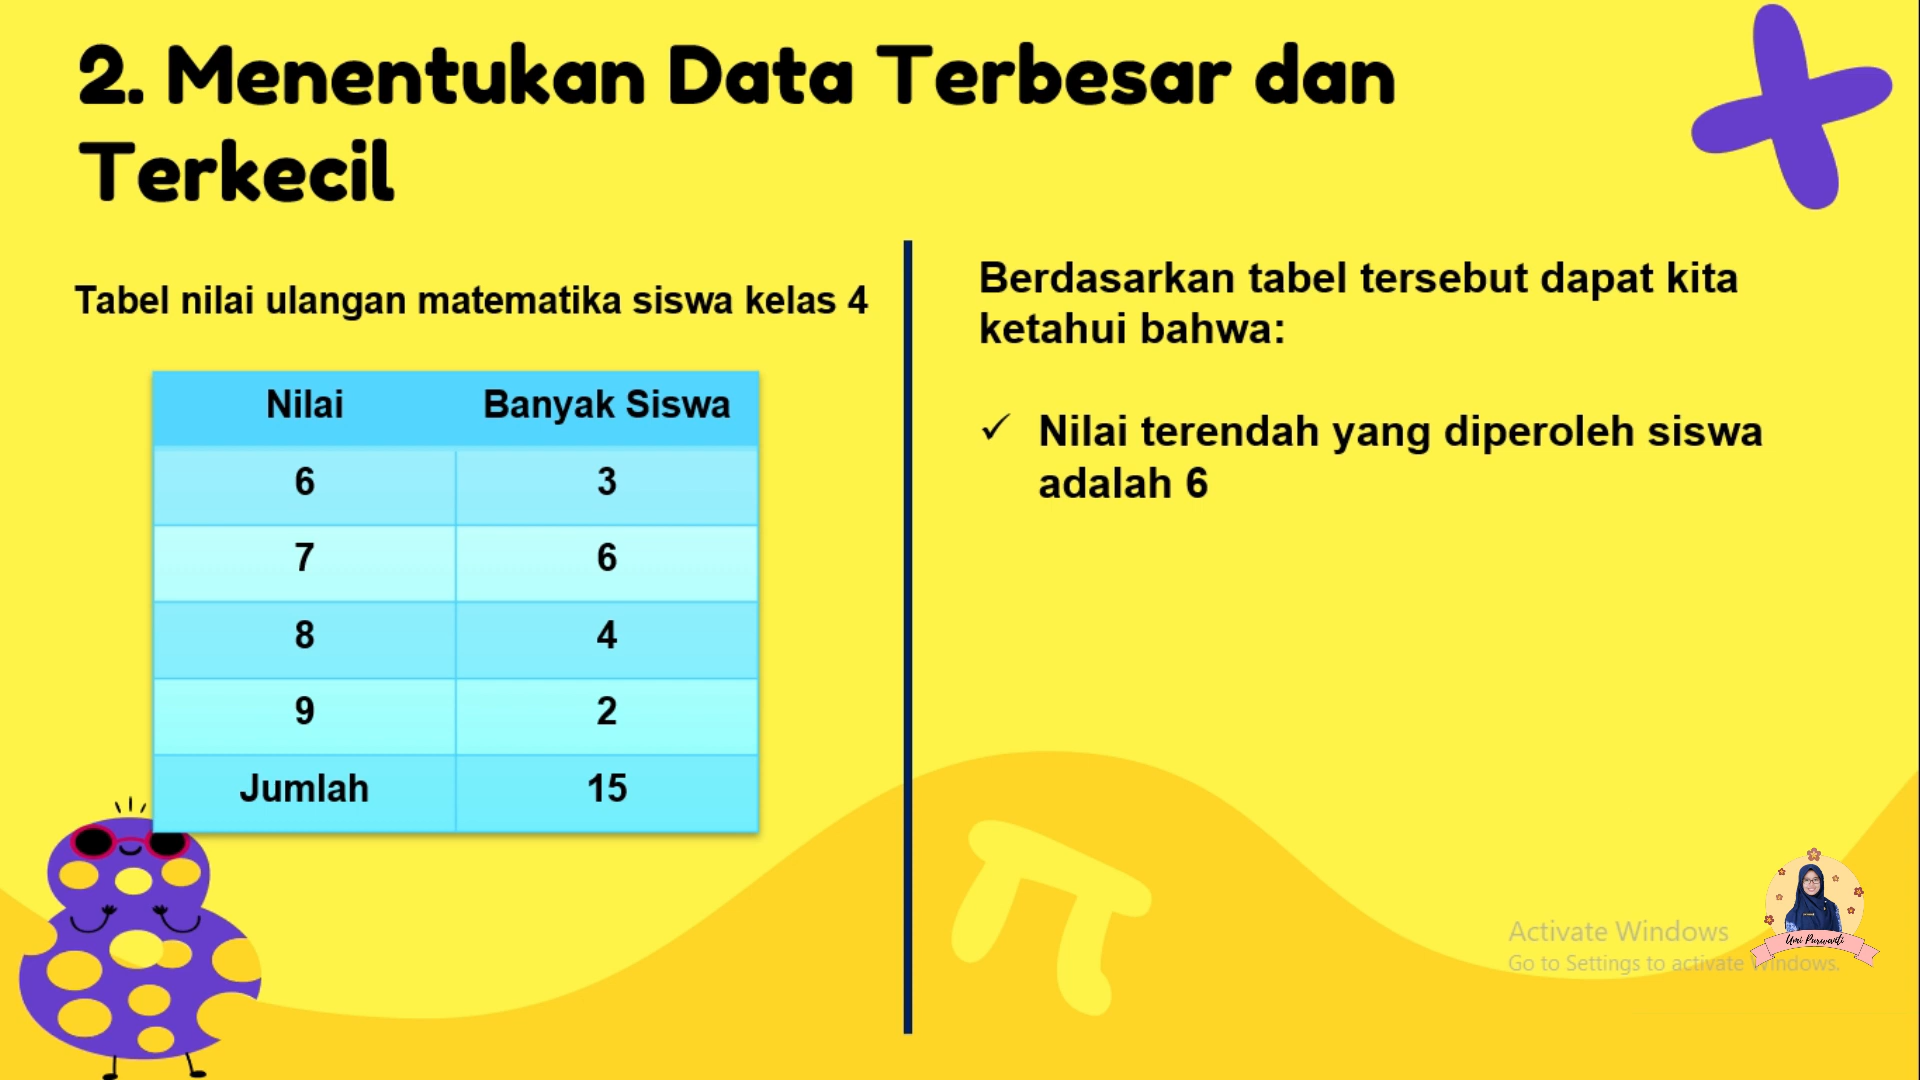 2. Menentukan Data Terbesar dan
Terkecil
Tabel nilai ulangan matematika siswa kelas 4
Nilai Banyak Siswa
6 3
7 6
8 4
9 2
Jumlah 15
Berdasarkan tabel tersebut dapat kita
ketahui bahwa:
✓ Nilai terendah yang diperoleh siswa
adalah 6
π
Activate Windows
Go to Settings to activate Windows.
Umi Purwanti